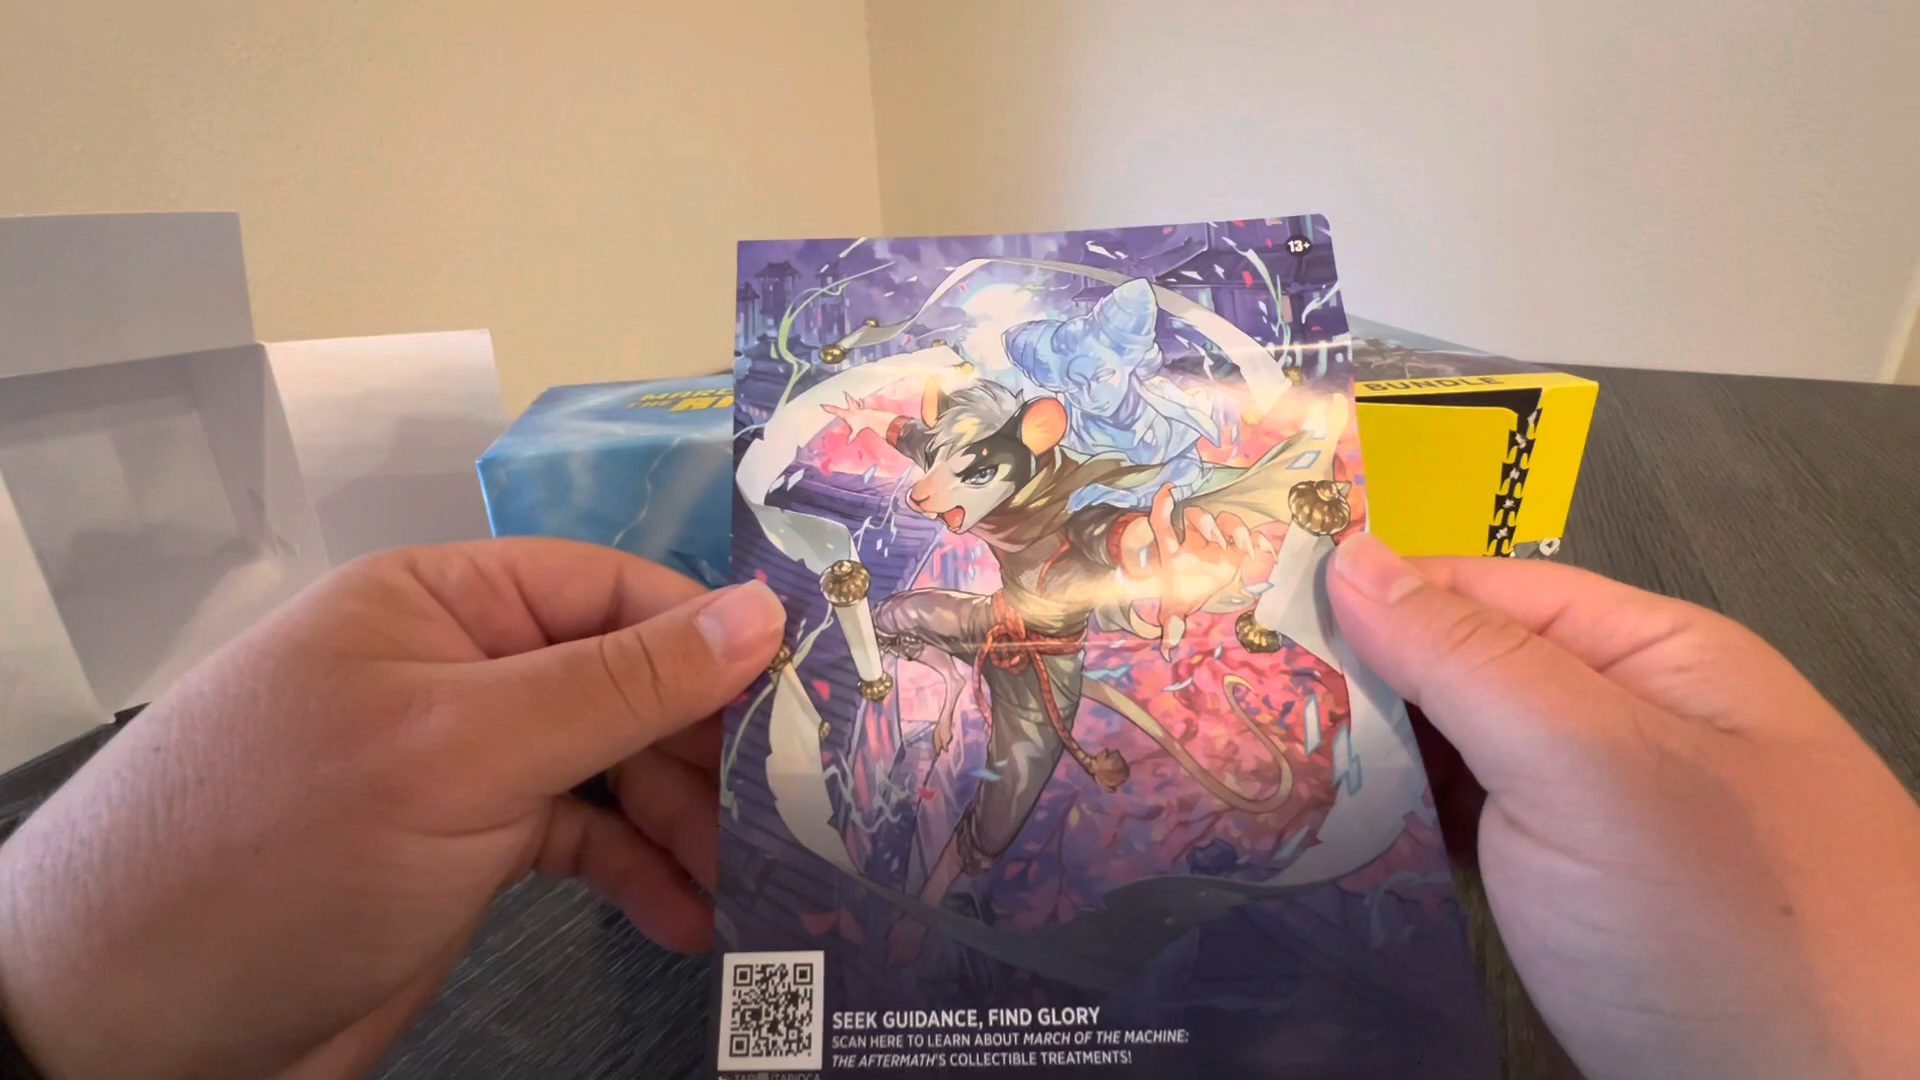 13+
BUNDLE
SEEK GUIDANCE, FIND GLORY
SCAN HERE TO LEARN ABOUT MARCH OF THE MACHINE:
THE AFTERMATH'S COLLECTIBLE TREATMENTS!